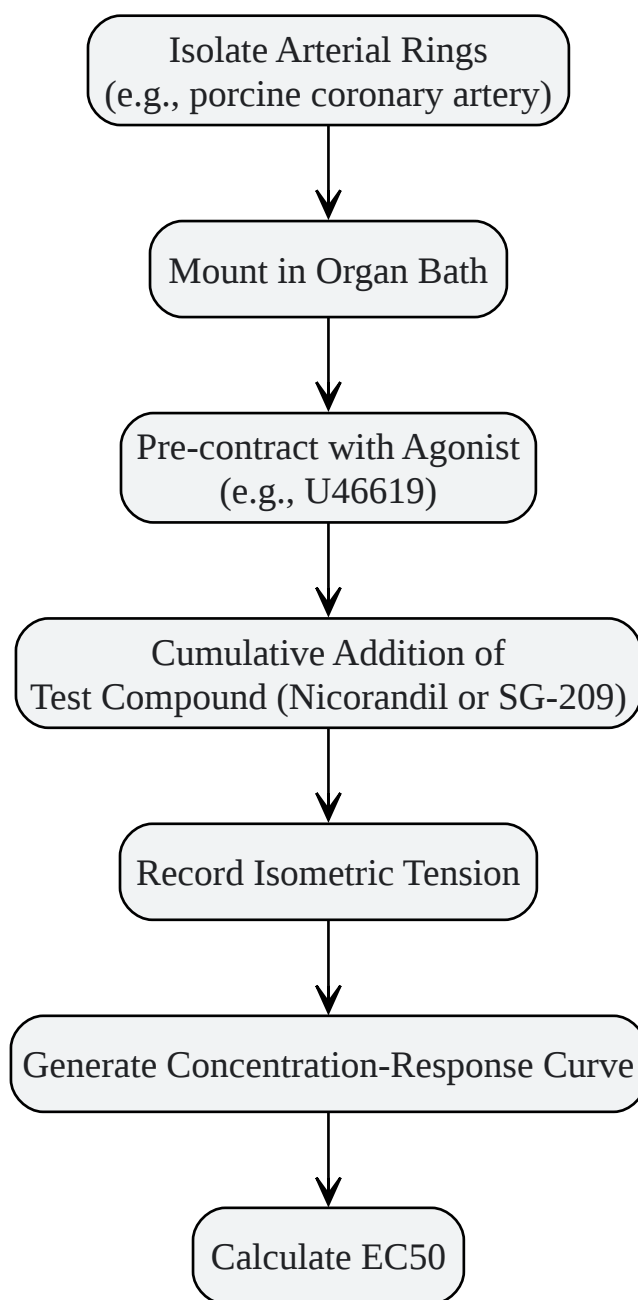 Isolate Arterial Rings
(e.g., porcine coronary artery)
Mount in Organ Bath
Pre-contract with Agonist
(e.g., U46619)
Cumulative Addition of
Test Compound (Nicorandil or SG-209)
Record Isometric Tension
Generate Concentration-Response Curve
Calculate EC50